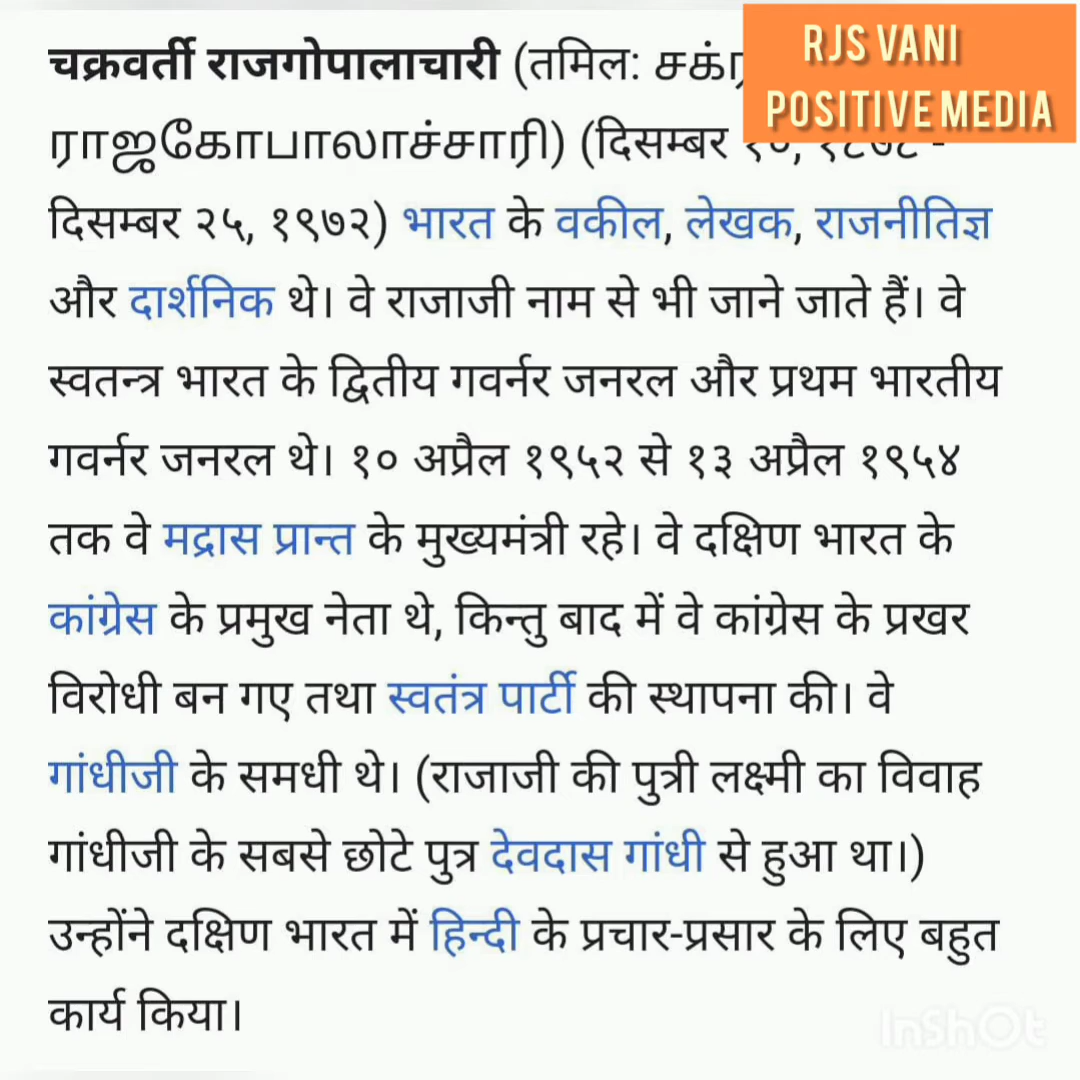 चक्रवर्ती राजगोपालाचारी (तमिल:
RJS VANI
POSITIVE MEDIA
ராஜகோபாலாச்சாரி) (दिसम्बर
दिसम्बर २५, १९७२) भारत के वकील, लेखक, राजनीतिज्ञ
और दार्शनिक थे। वे राजाजी नाम से भी जाने जाते हैं। वे
स्वतन्त्र भारत के द्वितीय गवर्नर जनरल और प्रथम भारतीय
गवर्नर जनरल थे। १० अप्रैल १९५२ से १३ अप्रैल १९५४
तक वे मद्रास प्रान्त के मुख्यमंत्री रहे। वे दक्षिण भारत के
कांग्रेस के प्रमुख नेता थे, किन्तु बाद में वे कांग्रेस के प्रखर
विरोधी बन गए तथा स्वतंत्र पार्टी की स्थापना की। वे
गांधीजी के समधी थे। (राजाजी की पुत्री लक्ष्मी का विवाह
गांधीजी के सबसे छोटे पुत्र देवदास गांधी से हुआ था।)
उन्होंने दक्षिण भारत में हिन्दी के प्रचार-प्रसार के लिए बहुत
कार्य किया।
InShOt